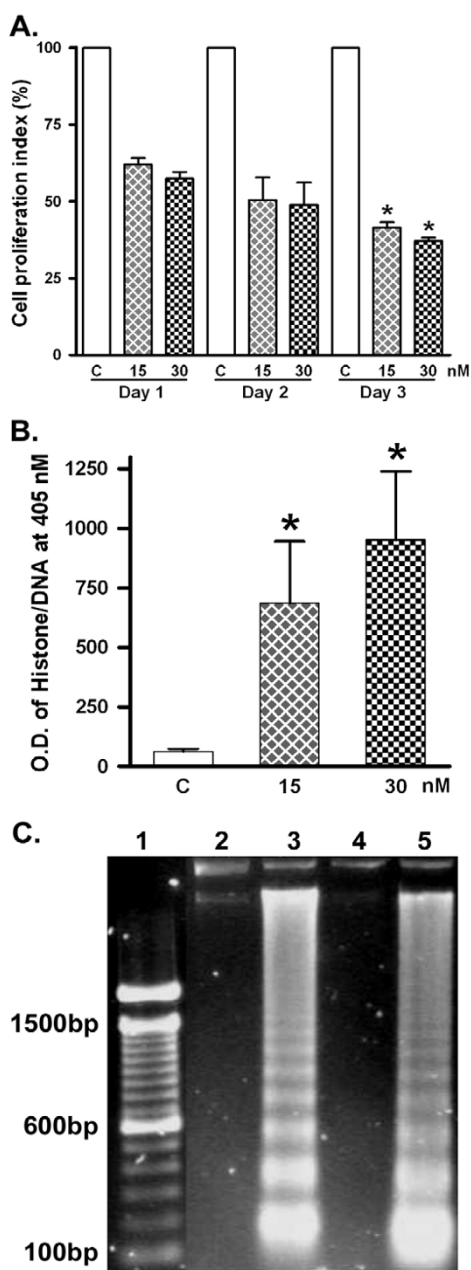 A.
Cell proliferation index (%)
100
75
50
25
0
* *
C 15 30 C 15 30 C 15 30 nM
Day 1 Day 2 Day 3
B.
O.D. of Histone/DNA at 405 nM
1250
1000
750
500
250
0
* *
C 15 30 nM
C.
1 2 3 4 5
1500bp
600bp
100bp